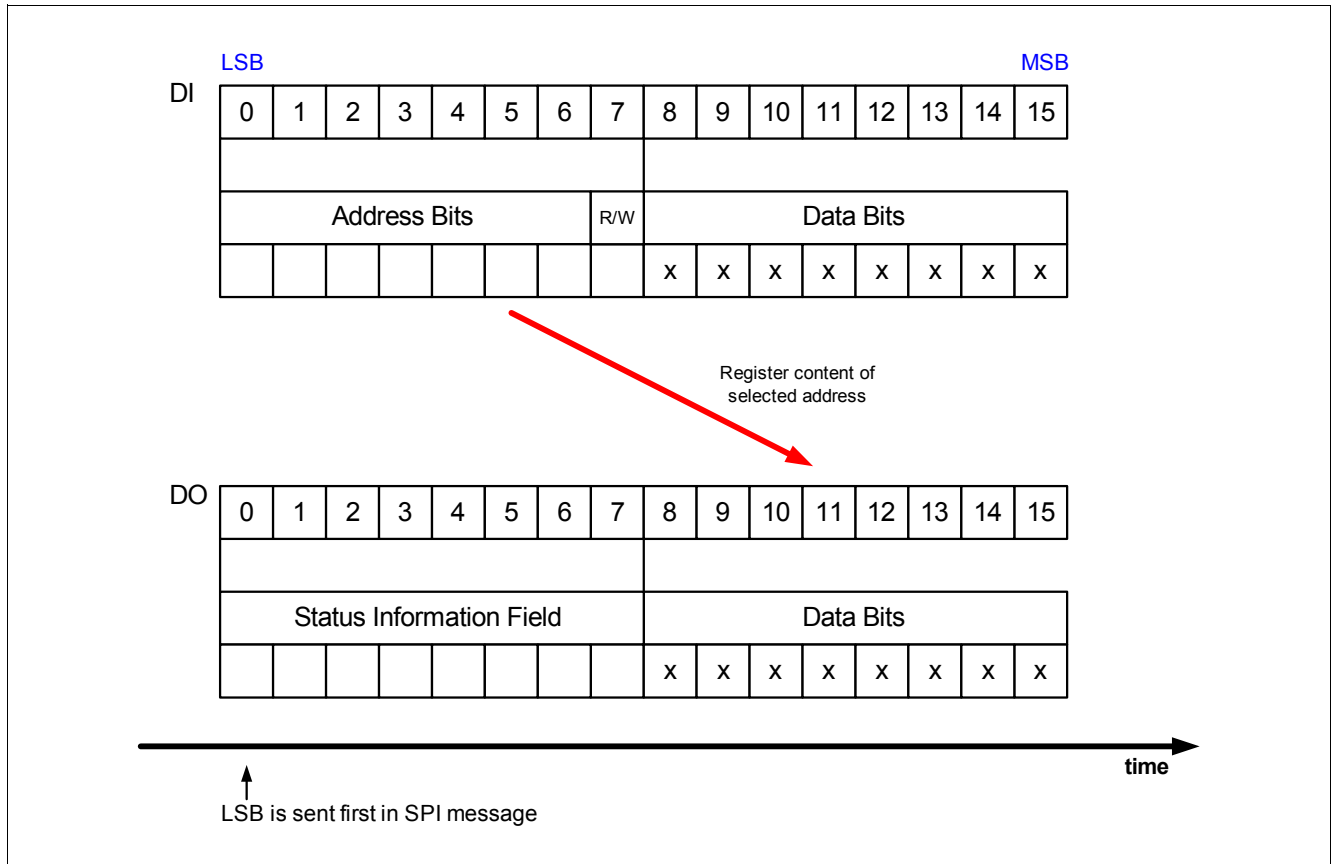 LSB MSB
DI
0 1 2 3 4 5 6 7 8 9 10 11 12 13 14 15
Address Bits R/W Data Bits
x x x x x x x x
Register content of
selected address
DO
0 1 2 3 4 5 6 7 8 9 10 11 12 13 14 15
Status Information Field Data Bits
x x x x x x x x
time
LSB is sent first in SPI message